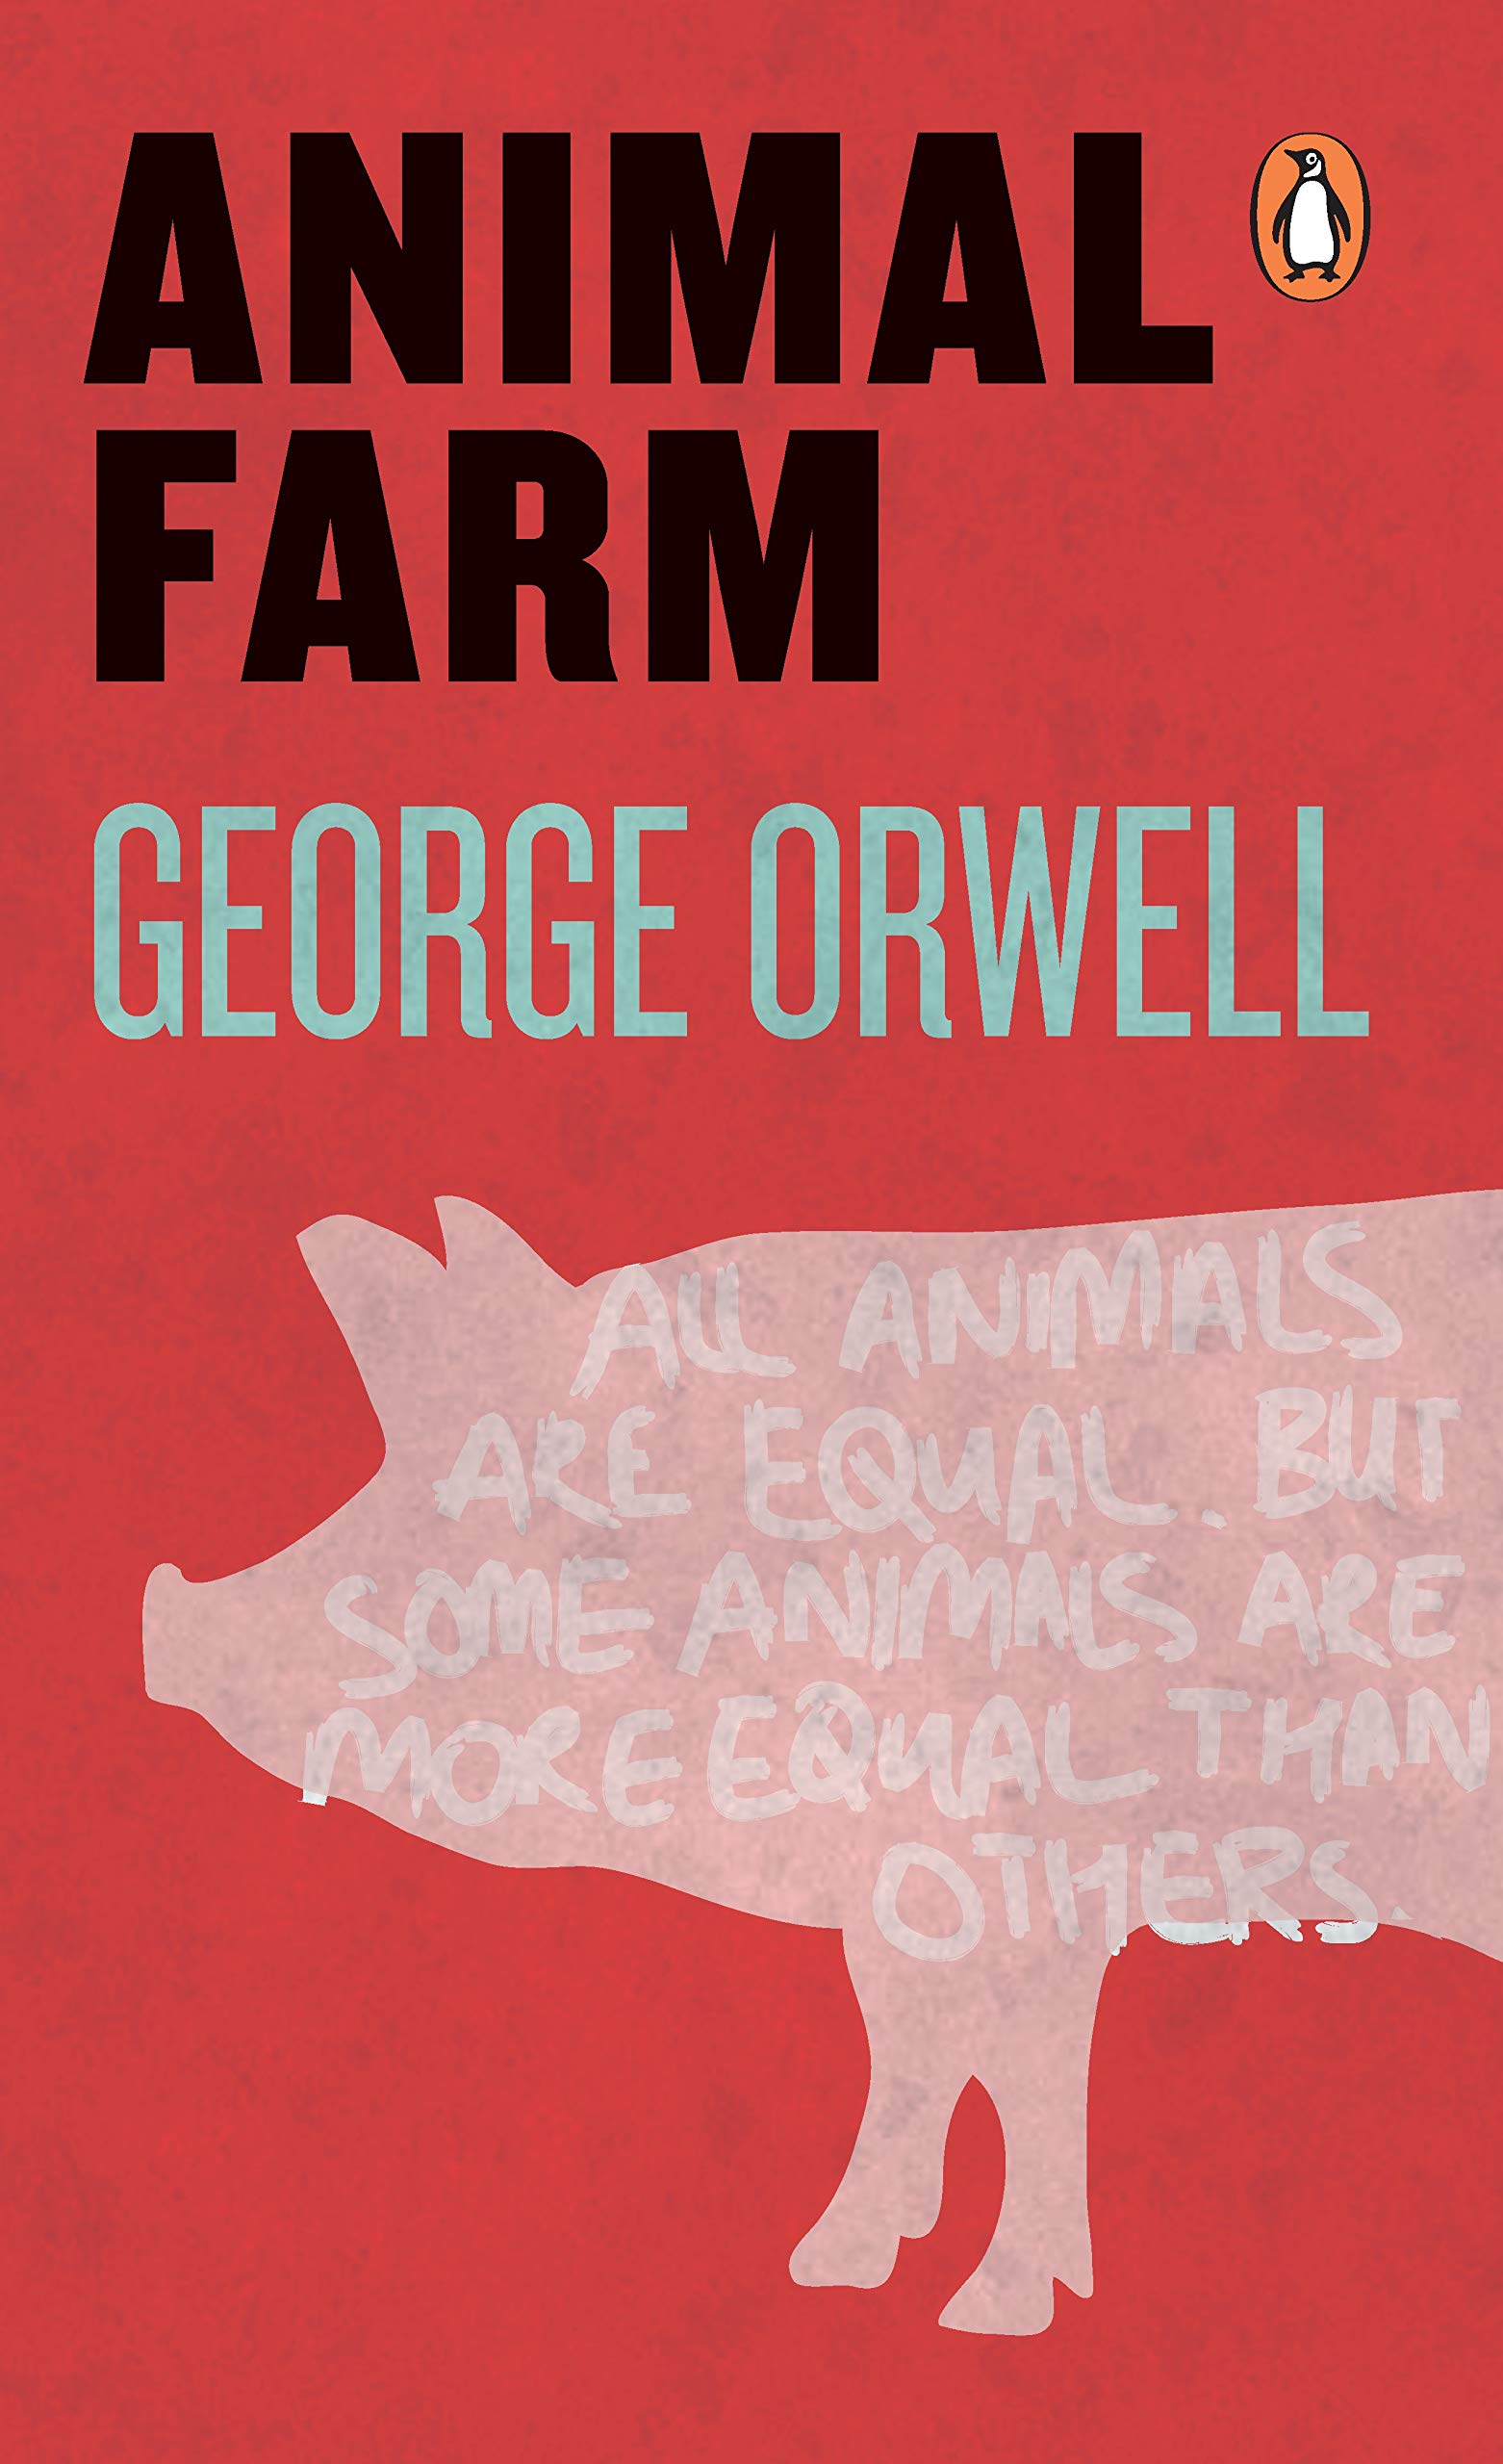 ANIMAL
FARM
GEORGE ORWELL
ALL ANIMALS
ARE EQUAL. BUT
SOME ANIMALS ARE
MORE EQUAL THAN
OTHERS.